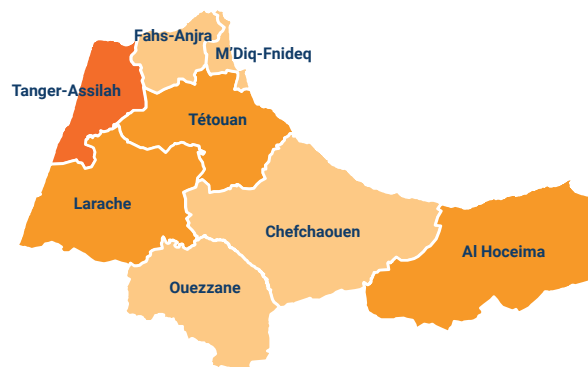 Fahs-Anjra
M'Diq-Fnideq
Tanger-Assilah
Tétouan
Larache
Chefchaouen
Al Hoceima
Ouezzane